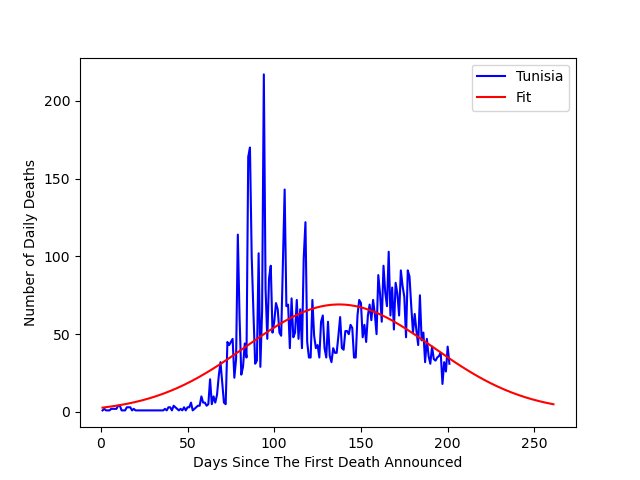 Tunisia
Fit
200
150
100
50
0
Number of Daily Deaths
0 50 100 150 200 250
Days Since The First Death Announced